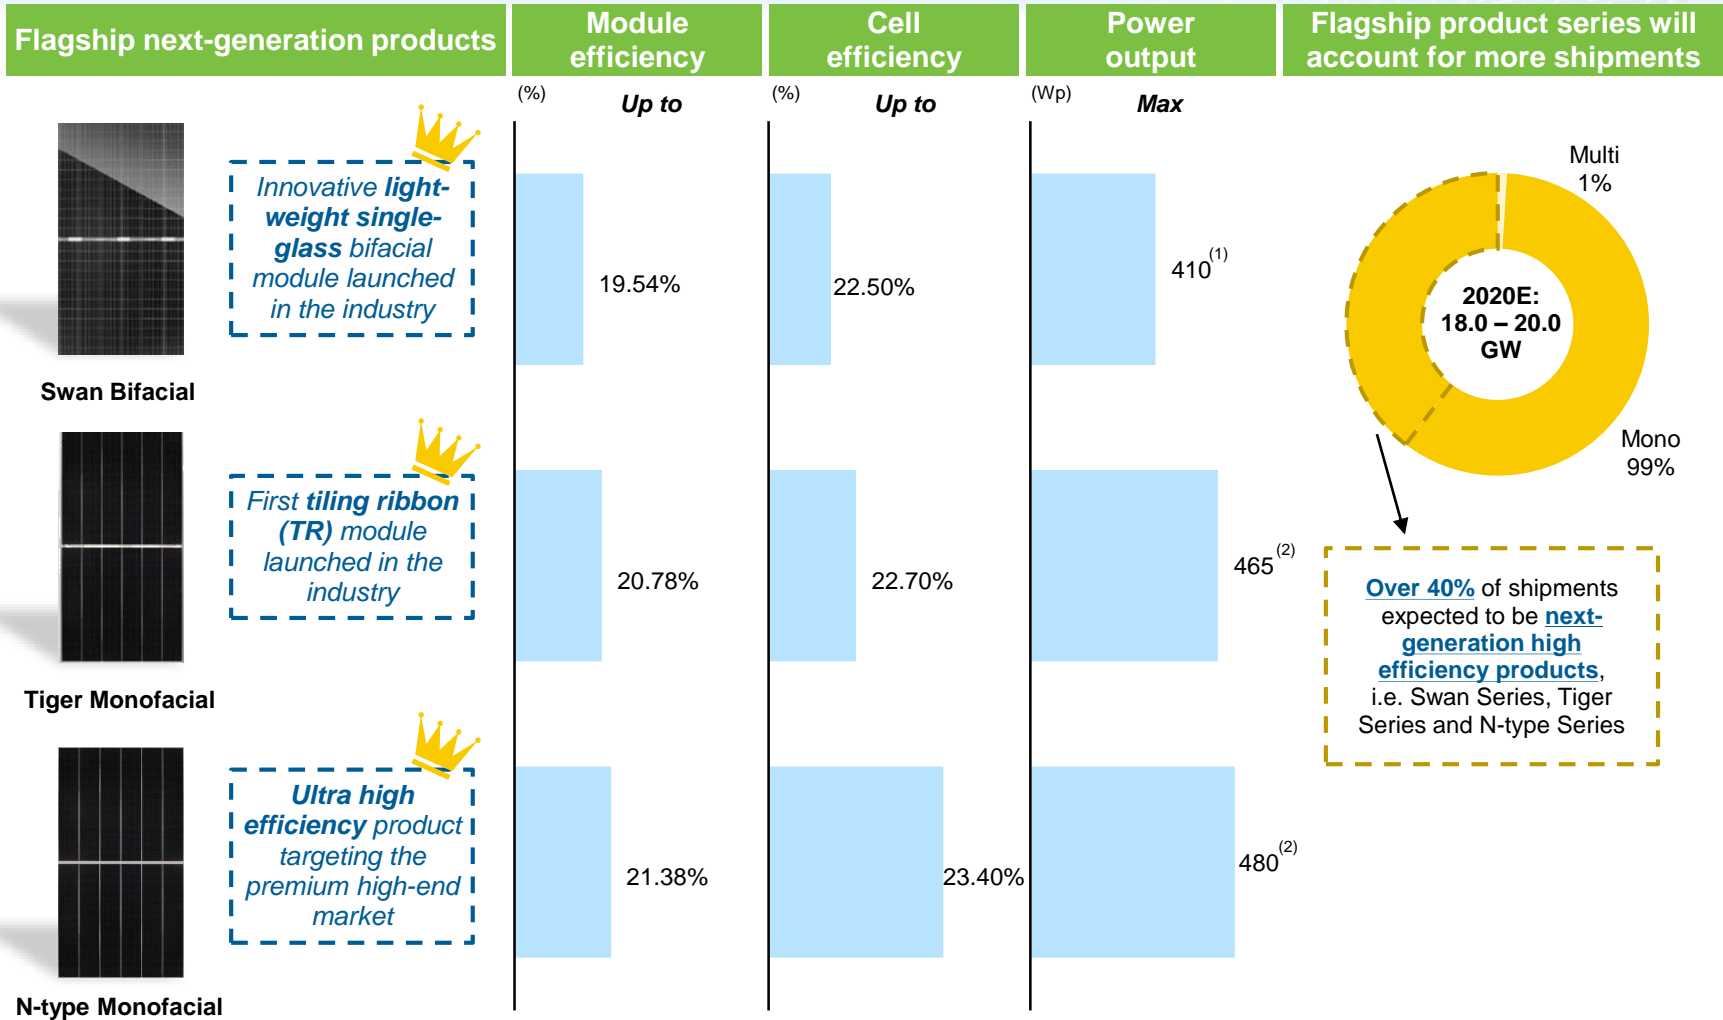 Flagship next-generation products
Module
efficiency
Cell
efficiency
Power
output
Flagship product series will
account for more shipments
(%)
Up to
(%)
Up to
(Wp)
Max
Innovative light-
weight single-
glass bifacial
module launched
in the industry
Swan Bifacial
19.54%
22.50%
410(1)
First tiling ribbon
(TR) module
launched in the
industry
Tiger Monofacial
20.78%
22.70%
465(2)
Ultra high
efficiency product
targeting the
premium high-end
market
N-type Monofacial
21.38%
23.40%
480(2)
Multi
1%
2020E:
18.0 – 20.0
GW
Mono
99%
Over 40% of shipments
expected to be next-
generation high
efficiency products,
i.e. Swan Series, Tiger
Series and N-type Series